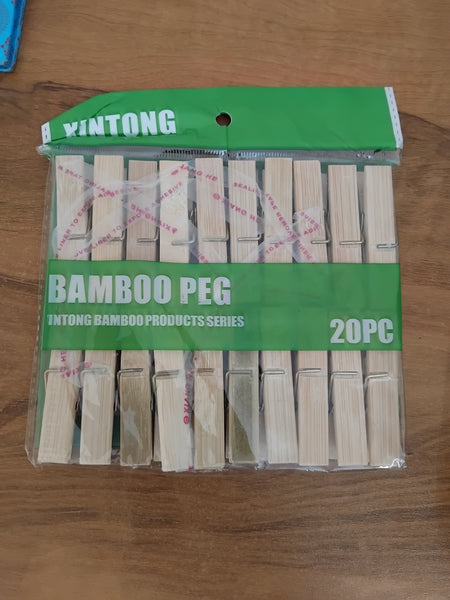 XINTONG
BAMBOO PEG
XINTONG BAMBOO PRODUCTS SERIES
20PC